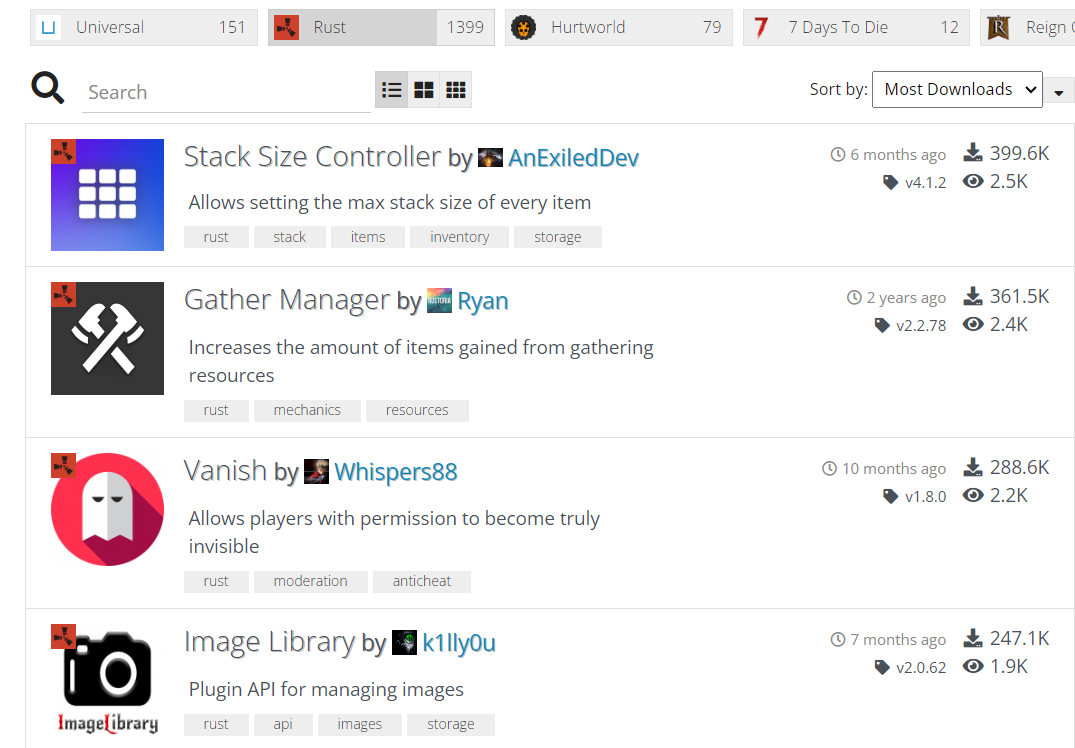 Universal 151 Rust 1399 Hurtworld 79 7 Days To Die 12 Reign
Search Sort by: Most Downloads
Stack Size Controller by AnExiledDev 6 months ago 399.6K
v4.1.2 2.5K
Allows setting the max stack size of every item
rust stack items inventory storage
Gather Manager by Ryan 2 years ago 361.5K
v2.2.78 2.4K
Increases the amount of items gained from gathering
resources
rust mechanics resources
Vanish by Whispers88 10 months ago 288.6K
v1.8.0 2.2K
Allows players with permission to become truly
invisible
rust moderation anticheat
Image Library by k1lly0u 7 months ago 247.1K
v2.0.62 1.9K
Plugin API for managing images
ImageLibrary
rust api images storage